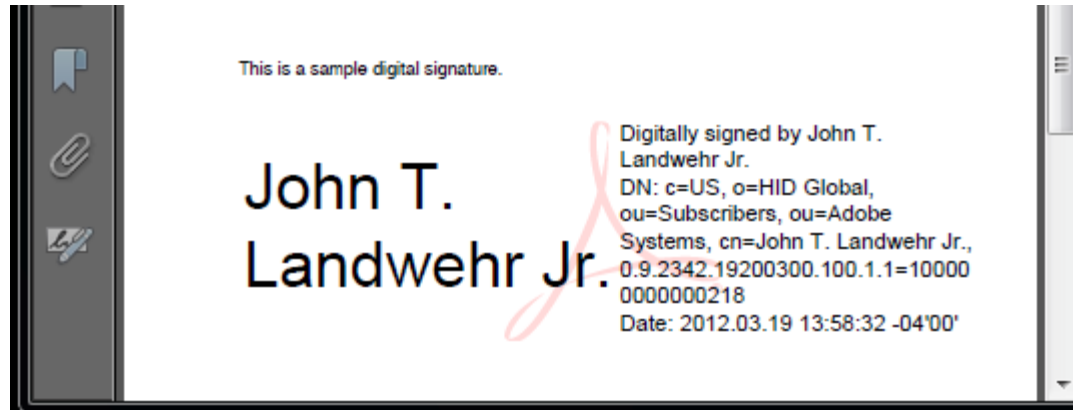 This is a sample digital signature.
John T.
Landwehr Jr.
Digitally signed by John T.
Landwehr Jr.
DN: c=US, o=HID Global,
ou=Subscribers, ou=Adobe
Systems, cn=John T. Landwehr Jr.,
0.9.2342.19200300.100.1.1=10000
0000000218
Date: 2012.03.19 13:58:32 -04'00'